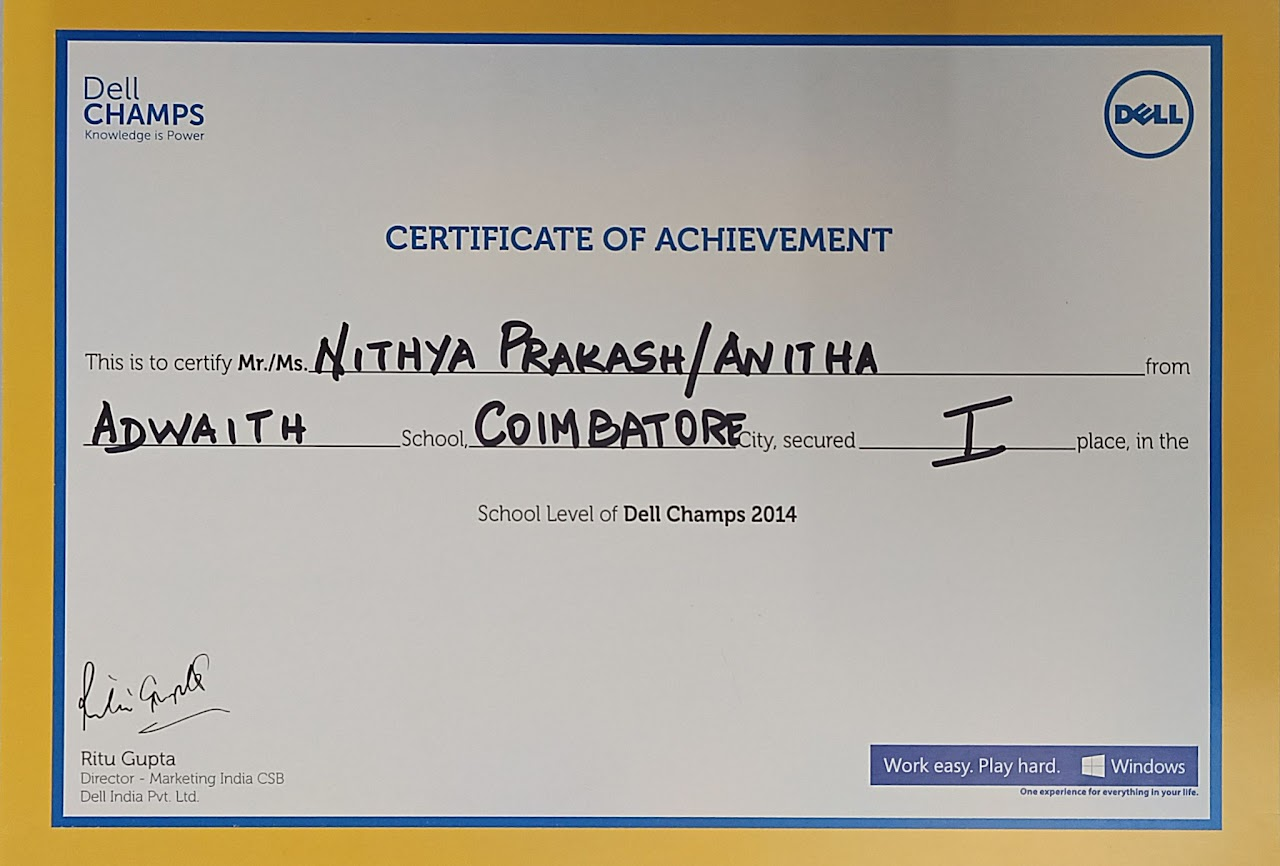 Dell
CHAMPS
Knowledge is Power
DELL
CERTIFICATE OF ACHIEVEMENT
This is to certify Mr./Ms. NITHYA PRAKASH/ANITHA from
ADWAITH School, COIMBATORE City, secured I place, in the
School Level of Dell Champs 2014
Ritu Gupta
Ritu Gupta
Director - Marketing India CSB
Dell India Pvt. Ltd.
Work easy. Play hard. Windows
One experience for everything in your life.